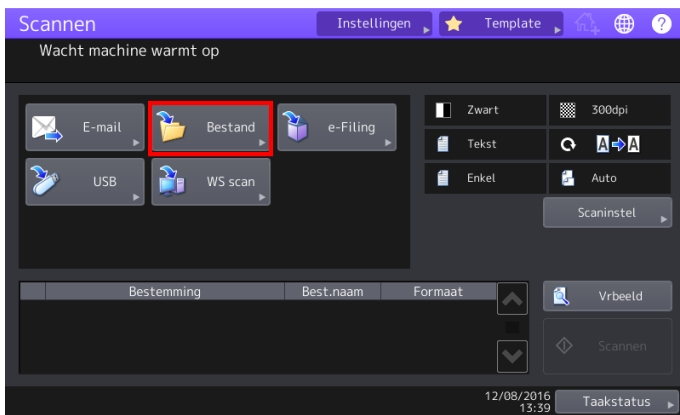 Scannen
Instellingen
Template
?
Wacht machine warmt op
E-mail
Bestand
e-Filing
USB
WS scan
Zwart
300dpi
Tekst
A A
Enkel
Auto
Scaninstel
Bestemming
Best.naam
Formaat
Vrbeeld
Scannen
12/08/2016
13:39
Taakstatus